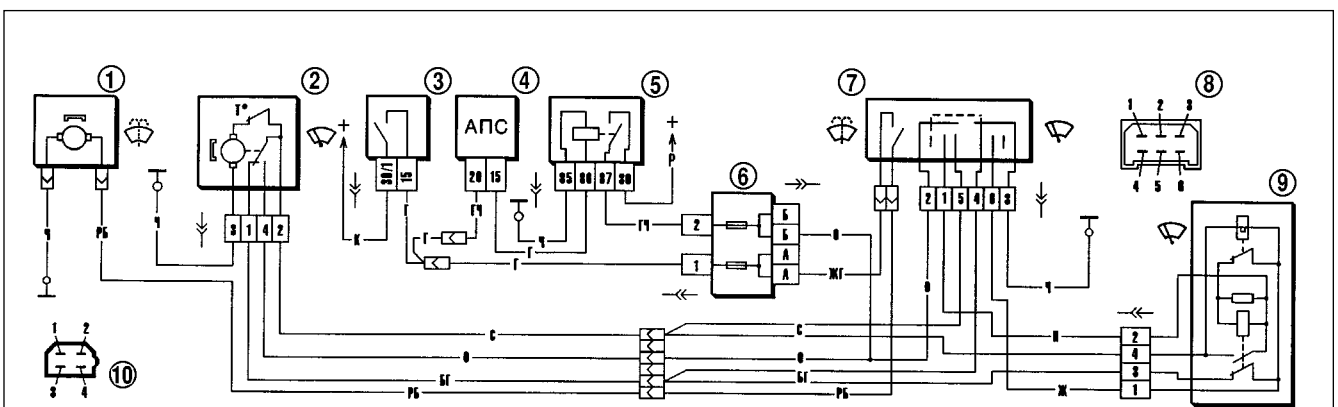 1
2
3
4
5
6
7
8
9
10
T°
АПС
+
+
Р
30/1 15
20 15
85 86 87 30
3 1 4 2
2 1 5 4 6 3
К
Г
Г
ГЧ
Г
Ч
ГЧ
Г
2
1
Б
Б
А
А
О
ЖГ
Ч
РБ
Ч
О
Ч
С
О
БГ
РБ
С
О
БГ
РБ
Ж
2
4
3
1
1 2 3
4 5 6
1 2
3 4